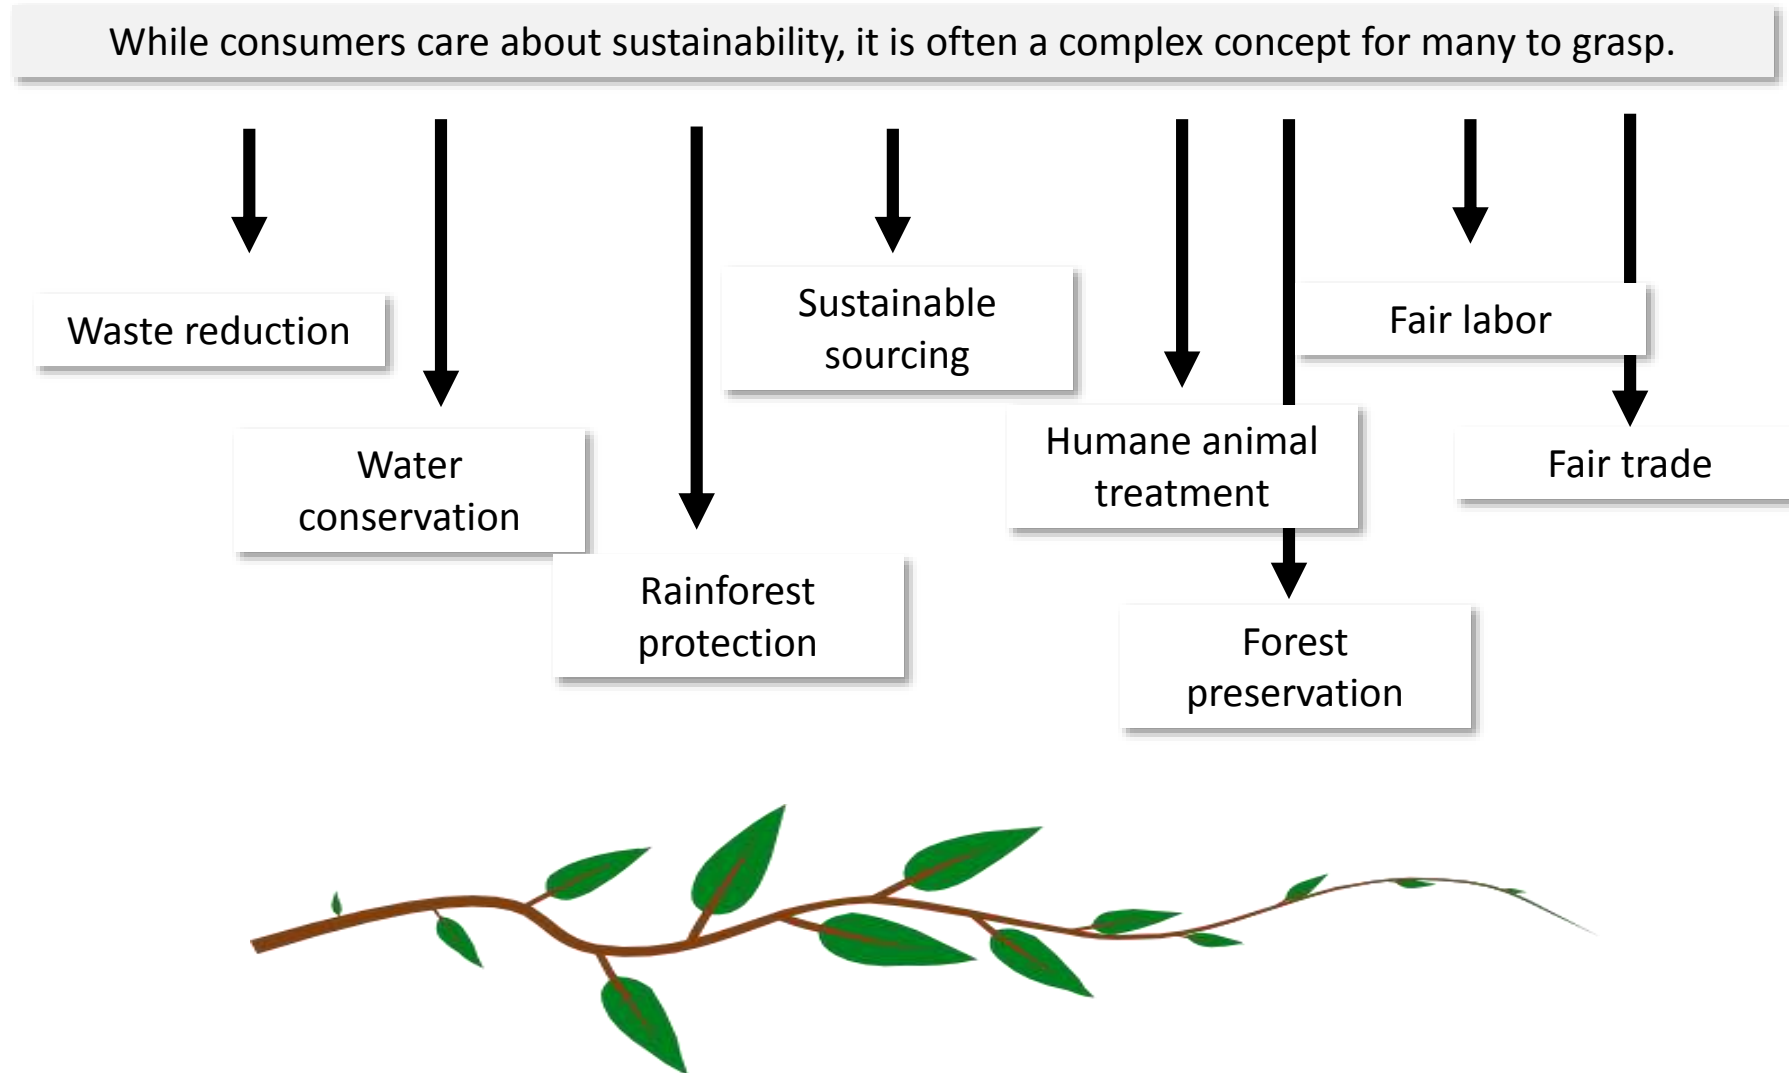 While consumers care about sustainability, it is often a complex concept for many to grasp.
Waste reduction
Water
conservation
Rainforest
protection
Sustainable
sourcing
Humane animal
treatment
Forest
preservation
Fair labor
Fair trade